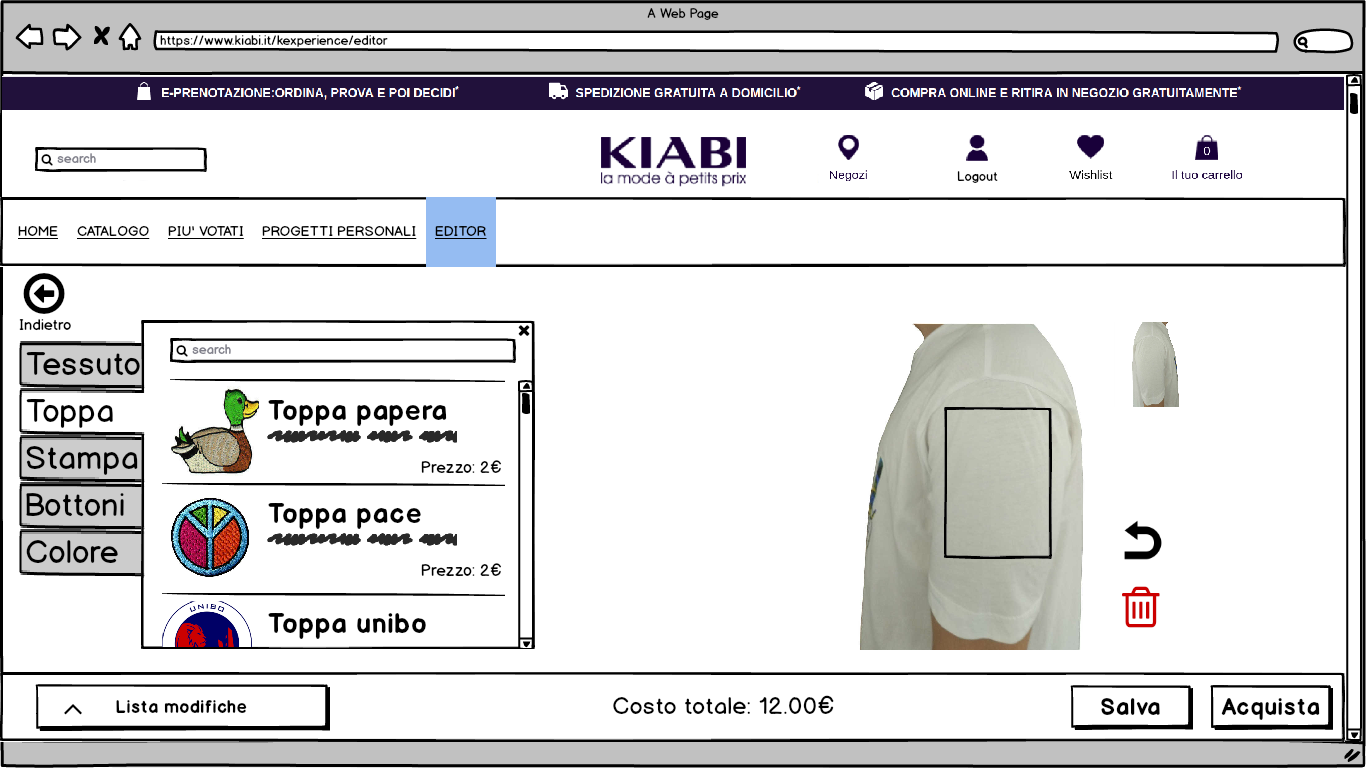 A Web Page
https://www.kiabi.it/kexperience/editor
E-PRENOTAZIONE:ORDINA, PROVA E POI DECIDI*
SPEDIZIONE GRATUITA A DOMICILIO*
COMPRA ONLINE E RITIRA IN NEGOZIO GRATUITAMENTE*
search
KIABI
la mode à petits prix
Negozi
Logout
Wishlist
0
Il tuo carrello
HOME
CATALOGO
PIU' VOTATI
PROGETTI PERSONALI
EDITOR
Indietro
Tessuto
Toppa
Stampa
Bottoni
Colore
search
Toppa papera
Prezzo: 2€
Toppa pace
Prezzo: 2€
UNIBO
Toppa unibo
Lista modifiche
Costo totale: 12.00€
Salva
Acquista